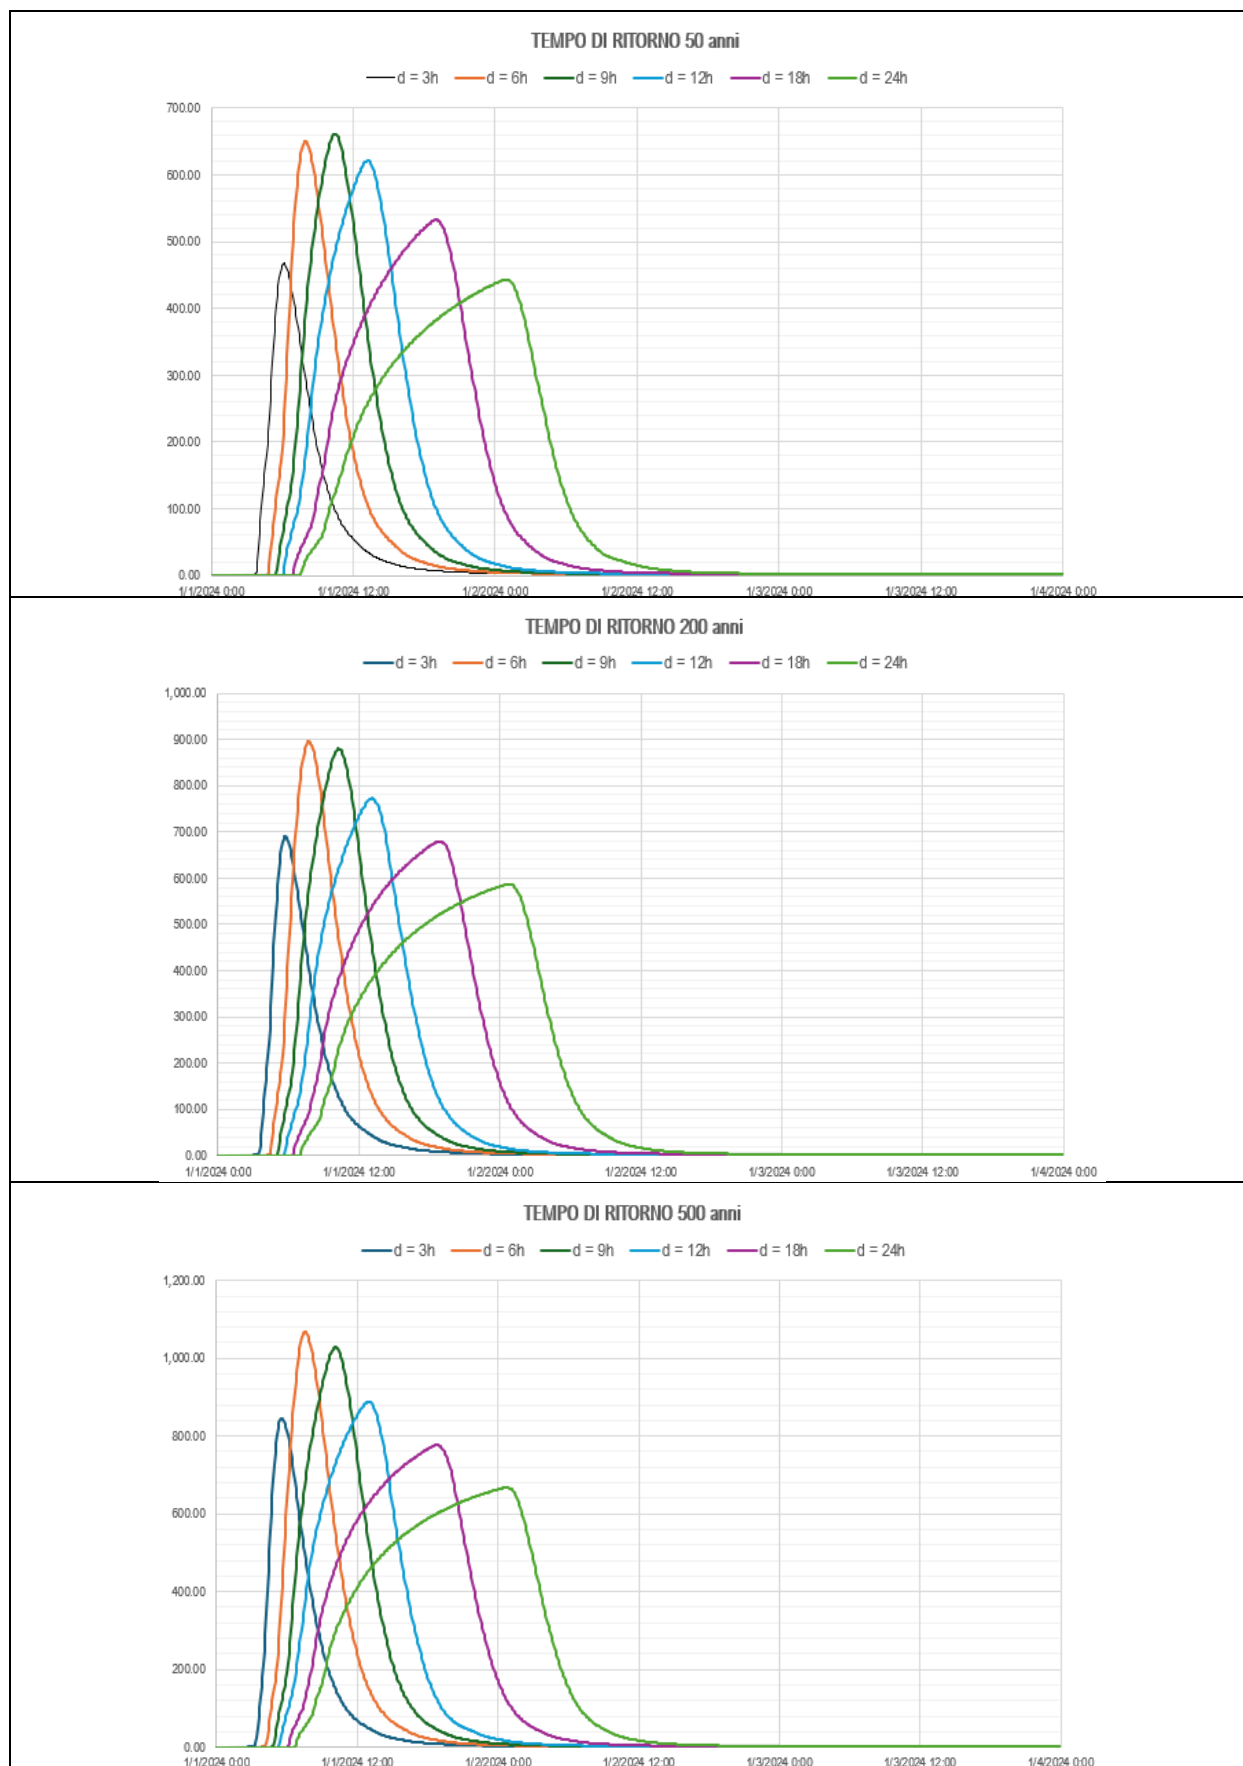 TEMPO DI RITORNO 50 anni
d = 3h d = 6h d = 9h d = 12h d = 18h d = 24h
700.00
600.00
500.00
400.00
300.00
200.00
100.00
0.00
1/1/2024 0:00 1/1/2024 12:00 1/2/2024 0:00 1/2/2024 12:00 1/3/2024 0:00 1/3/2024 12:00 1/4/2024 0:00
TEMPO DI RITORNO 200 anni
d = 3h d = 6h d = 9h d = 12h d = 18h d = 24h
1,000.00
900.00
800.00
700.00
600.00
500.00
400.00
300.00
200.00
100.00
0.00
1/1/2024 0:00 1/1/2024 12:00 1/2/2024 0:00 1/2/2024 12:00 1/3/2024 0:00 1/3/2024 12:00 1/4/2024 0:00
TEMPO DI RITORNO 500 anni
d = 3h d = 6h d = 9h d = 12h d = 18h d = 24h
1,200.00
1,000.00
800.00
600.00
400.00
200.00
0.00
1/1/2024 0:00 1/1/2024 12:00 1/2/2024 0:00 1/2/2024 12:00 1/3/2024 0:00 1/3/2024 12:00 1/4/2024 0:00